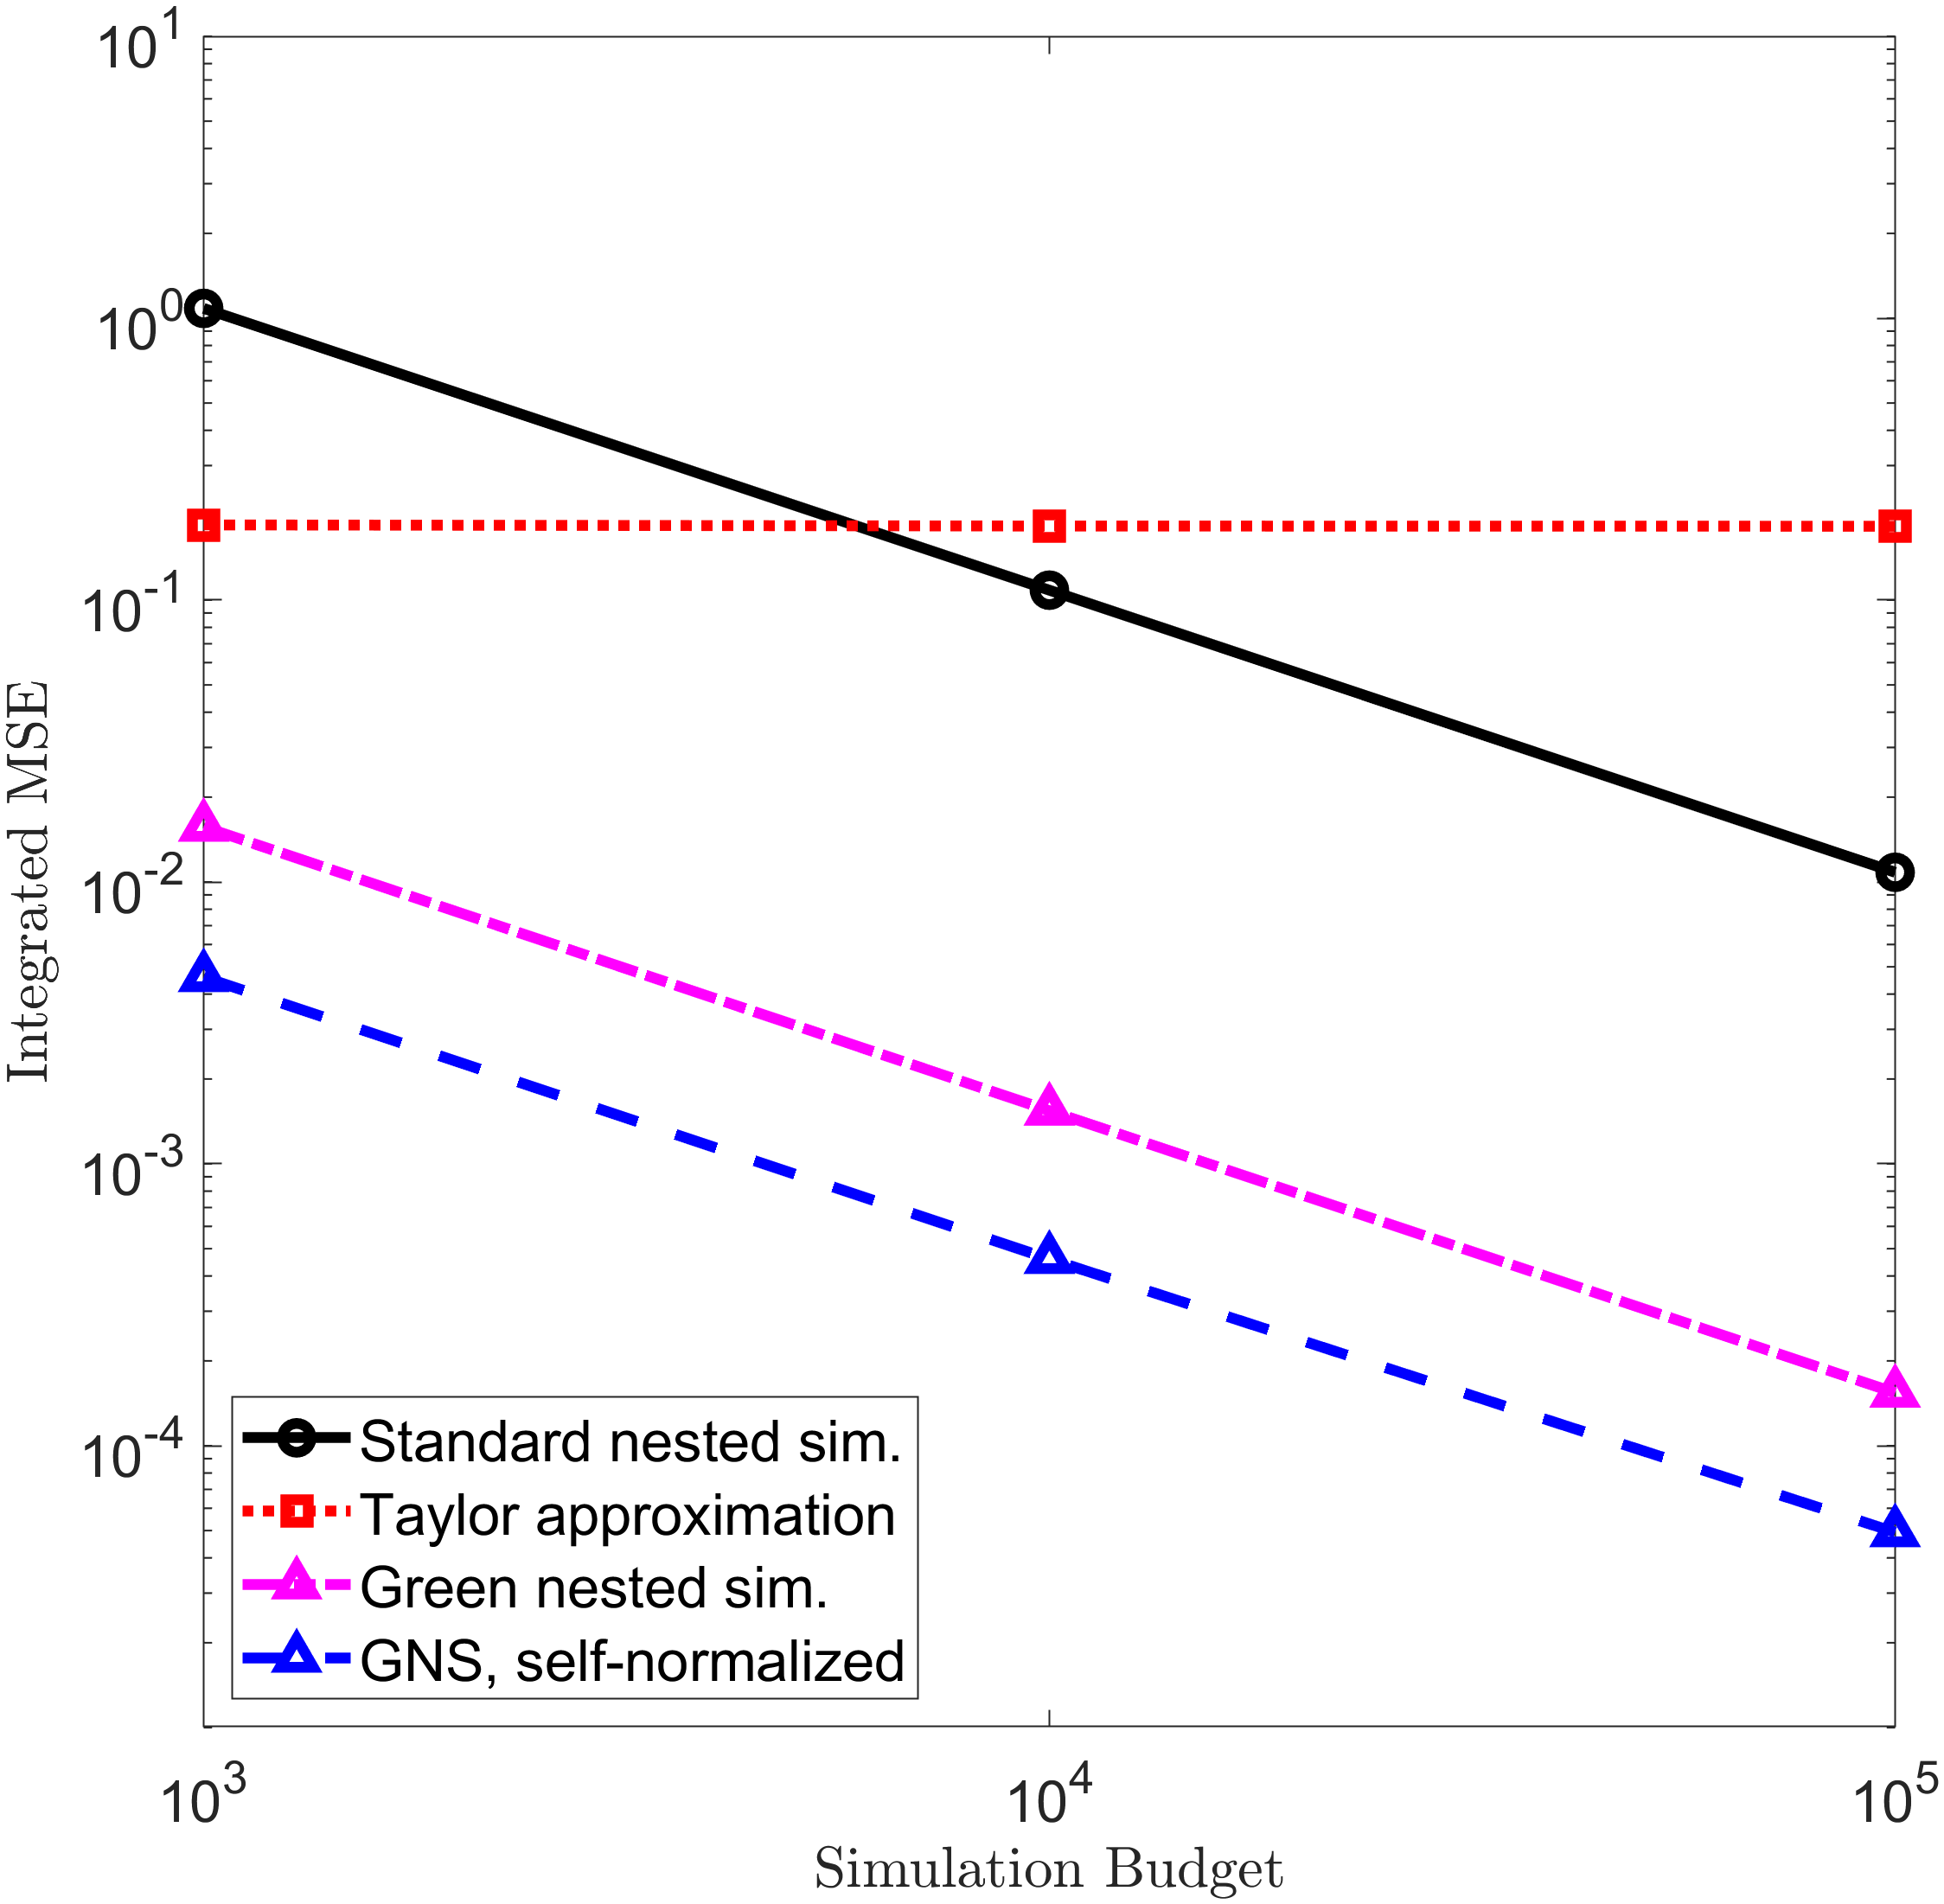 10^1
10^0
10^-1
10^-2
10^-3
10^-4
Integrated MSE
Standard nested sim.
Taylor approximation
Green nested sim.
GNS, self-normalized
10^3
10^4
10^5
Simulation Budget